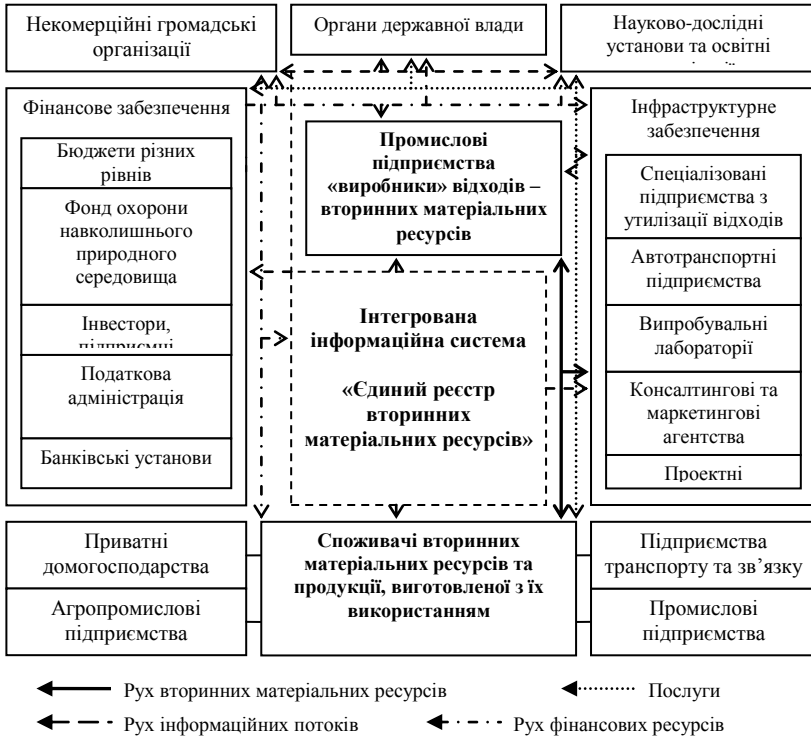 Некомерційні громадські
організації
Органи державної влади
Науково-дослідні
установи та освітні
Фінансове забезпечення
Бюджети різних
рівнів
Фонд охорони
навколишнього
природного
середовища
Інвестори,
підприємці
Податкова
адміністрація
Банківські установи
Промислові
підприємства
«виробники» відходів –
вторинних матеріальних
ресурсів
Інтегрована
інформаційна система
«Єдиний реєстр
вторинних
матеріальних ресурсів»
Інфраструктурне
забезпечення
Спеціалізовані
підприємства з
утилізації відходів
Автотранспортні
підприємства
Випробувальні
лабораторії
Консалтингові та
маркетингові
агентства
Проектні
Приватні
домогосподарства
Агропромислові
підприємства
Споживачі вторинних
матеріальних ресурсів та
продукції, виготовленої з їх
використанням
Підприємства
транспорту та зв’язку
Промислові
підприємства
Рух вторинних матеріальних ресурсів
Послуги
Рух інформаційних потоків
Рух фінансових ресурсів